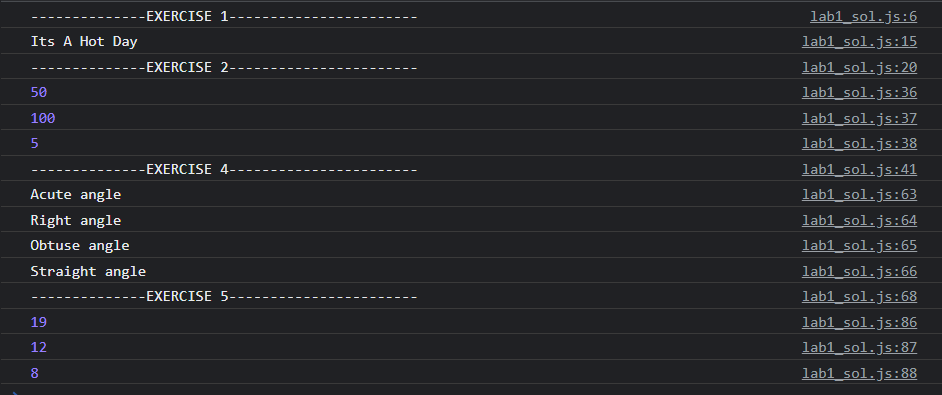 --------------EXERCISE 1----------------------- lab1_sol.js:6
Its A Hot Day lab1_sol.js:15
--------------EXERCISE 2----------------------- lab1_sol.js:20
50 lab1_sol.js:36
100 lab1_sol.js:37
5 lab1_sol.js:38
--------------EXERCISE 4----------------------- lab1_sol.js:41
Acute angle lab1_sol.js:63
Right angle lab1_sol.js:64
Obtuse angle lab1_sol.js:65
Straight angle lab1_sol.js:66
--------------EXERCISE 5----------------------- lab1_sol.js:68
19 lab1_sol.js:86
12 lab1_sol.js:87
8 lab1_sol.js:88